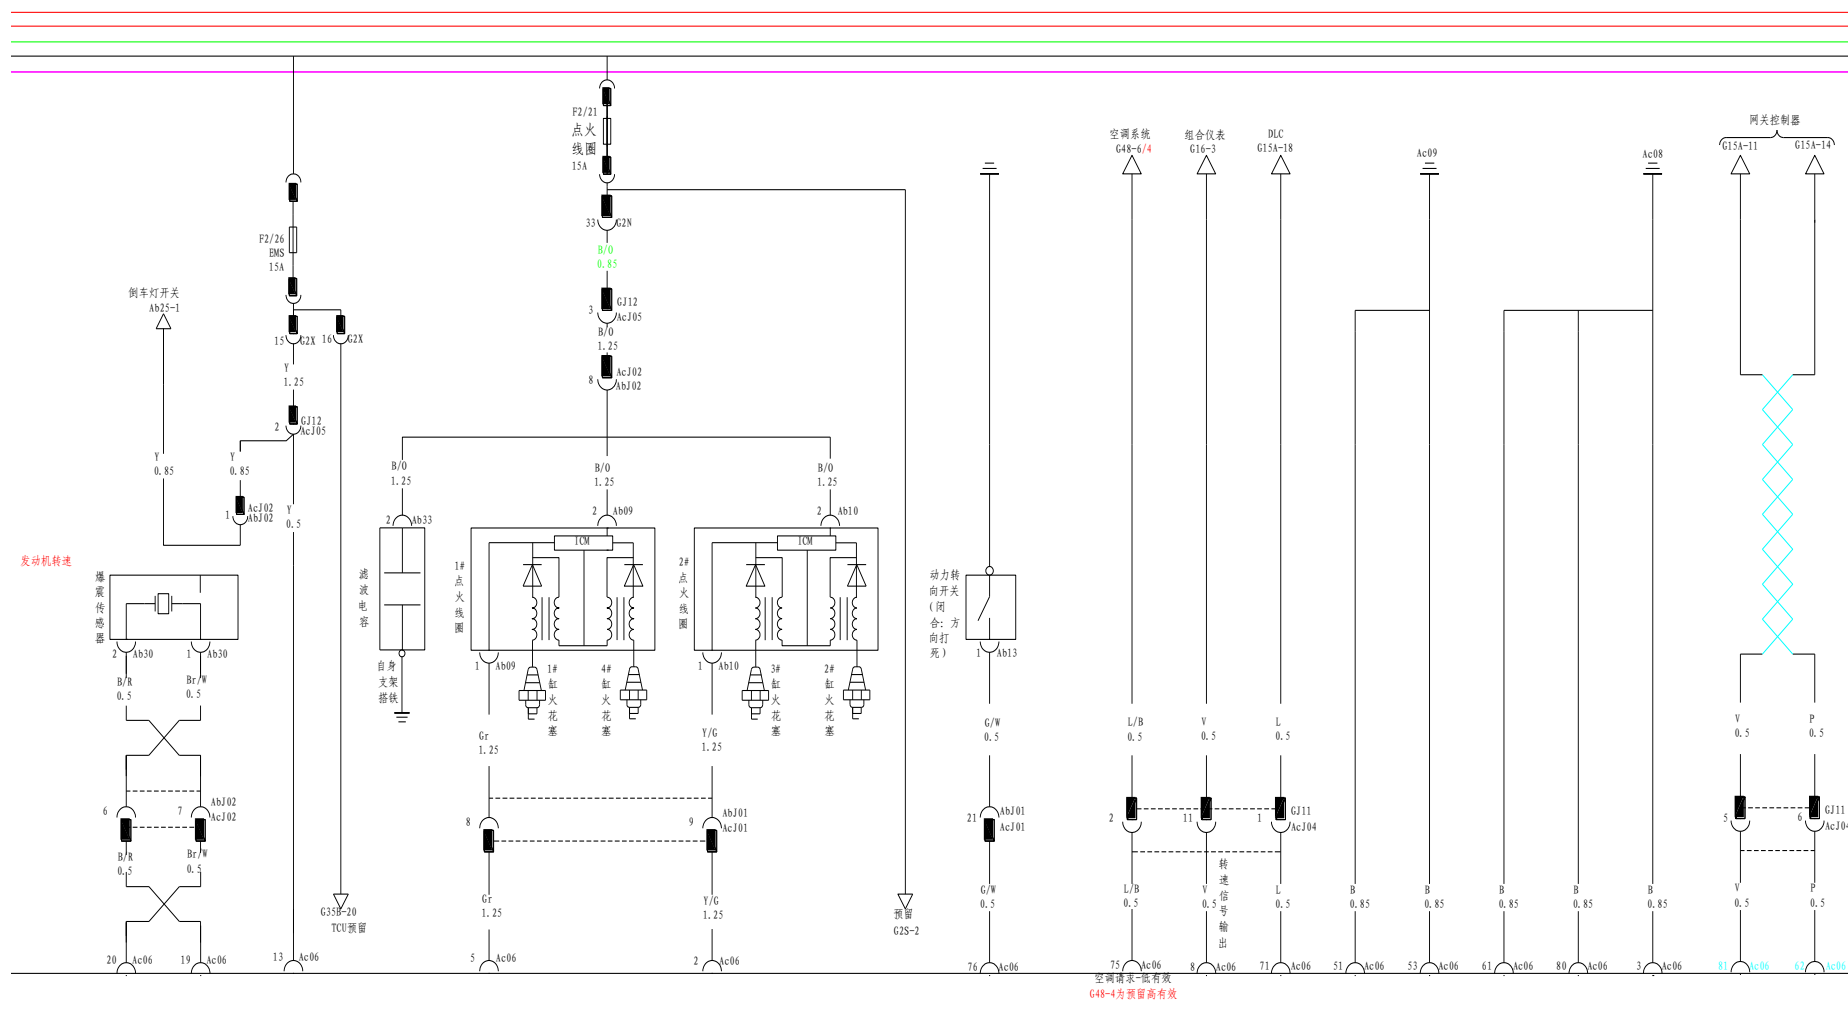 F2/21
点火
线圈
15A
33
G2N
B/O
0.85
GJ12
3
AcJ05
B/O
1.25
AcJ02
8
AbJ02
F2/26
EMS
15A
15
G2X
16
G2X
Y
1.25
GJ12
2
AcJ05
倒车灯开关
Ab25-1
Y
0.85
Y
0.85
AcJ02
1
AbJ02
Y
0.5
发动机转速
爆震传感器
2
Ab30
1
Ab30
B/R
0.5
Br/W
0.5
6
7
AbJ02
AcJ02
B/R
0.5
Br/W
0.5
20
Ac06
19
Ac06
13
Ac06
G35B-20
TCU预留
B/O
1.25
2
Ab33
滤波电容
自身
支架
搭铁
B/O
1.25
2
Ab09
ICM
1#
点火线圈
1
Ab09
1#
缸火花塞
4#
缸火花塞
B/O
1.25
2
Ab10
ICM
2#
点火线圈
1
Ab10
3#
缸火花塞
2#
缸火花塞
Gr
1.25
Y/G
1.25
8
9
AbJ01
AcJ01
Gr
1.25
Y/G
1.25
5
Ac06
2
Ac06
预留
G2S-2
动力转
向开关
(闭
合：方
向打
死)
1
Ab13
G/W
0.5
21
AbJ01
AcJ01
G/W
0.5
76
Ac06
空调系统
G48-6/4
组合仪表
G16-3
DLC
G15A-18
L/B
0.5
V
0.5
L
0.5
2
11
1
GJ11
AcJ04
转速信号输出
L/B
0.5
V
0.5
L
0.5
75
Ac06
8
Ac06
71
Ac06
空调请求-低有效
G48-4为预留高有效
Ac09
B
0.85
B
0.85
51
Ac06
53
Ac06
Ac08
B
0.85
B
0.85
B
0.85
61
Ac06
80
Ac06
3
Ac06
网关控制器
G15A-11
G15A-14
V
0.5
P
0.5
5
6
GJ11
AcJ04
V
0.5
P
0.5
81
Ac06
62
Ac06